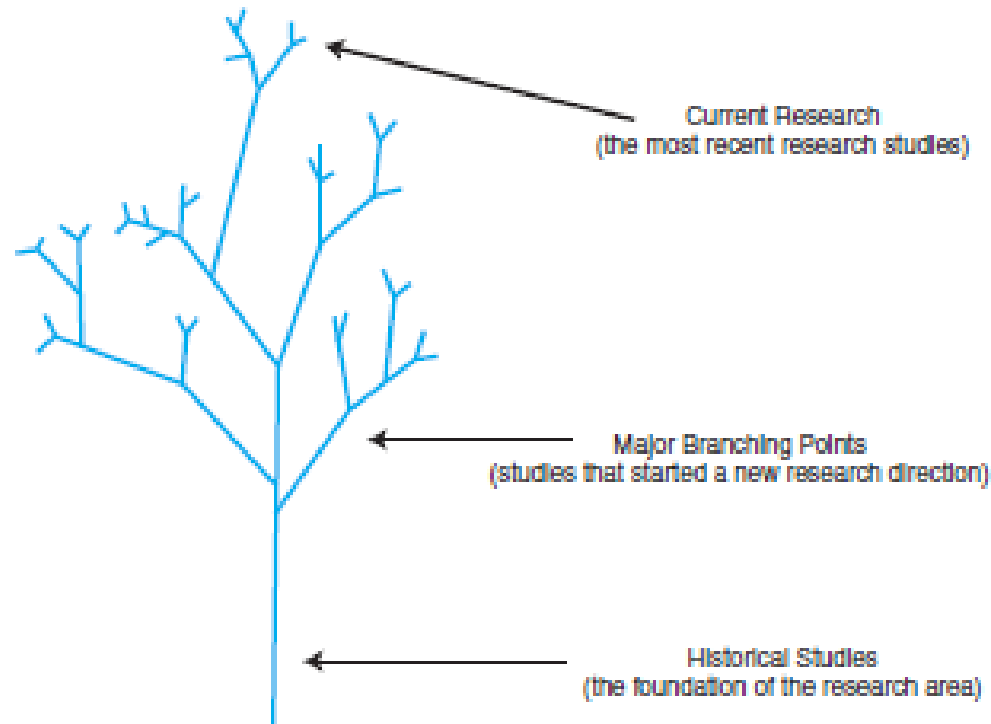 Current Research
(the most recent research studies)
Major Branching Points
(studies that started a new research direction)
Historical Studies
(the foundation of the research area)